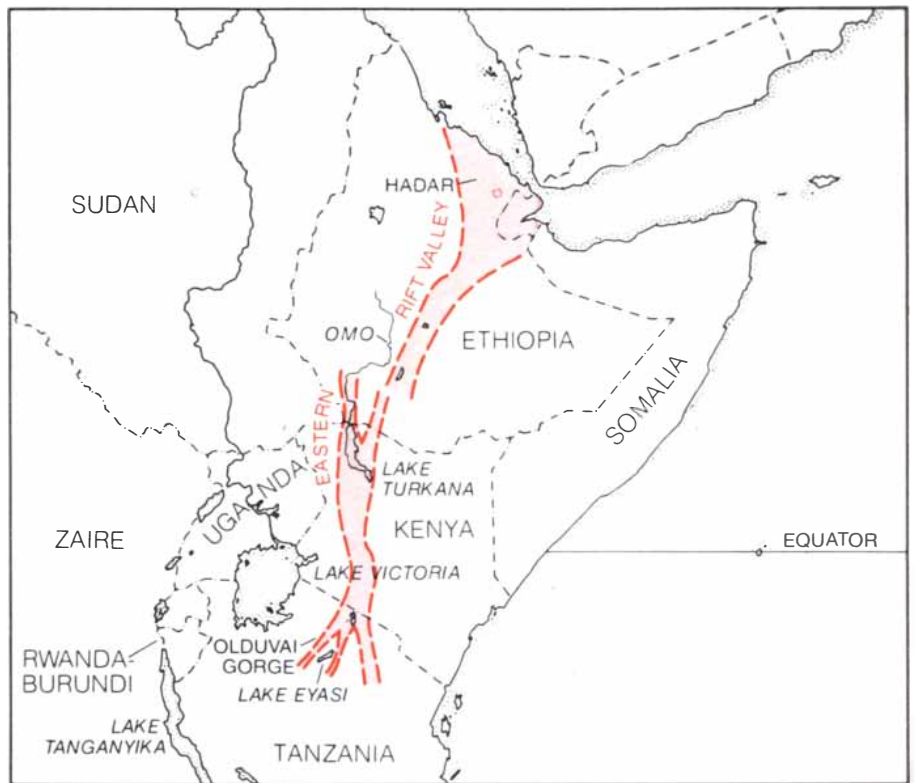 HADAR
SUDAN
RIFT VALLEY
OMO
ETHIOPIA
SOMALIA
EASTERN
LAKE
TURKANA
UGANDA
KENYA
ZAIRE
EQUATOR
LAKE VICTORIA
OLDUVAI
GORGE
RWANDA-
BURUNDI
LAKE EYASI
LAKE
TANGANYIKA
TANZANIA